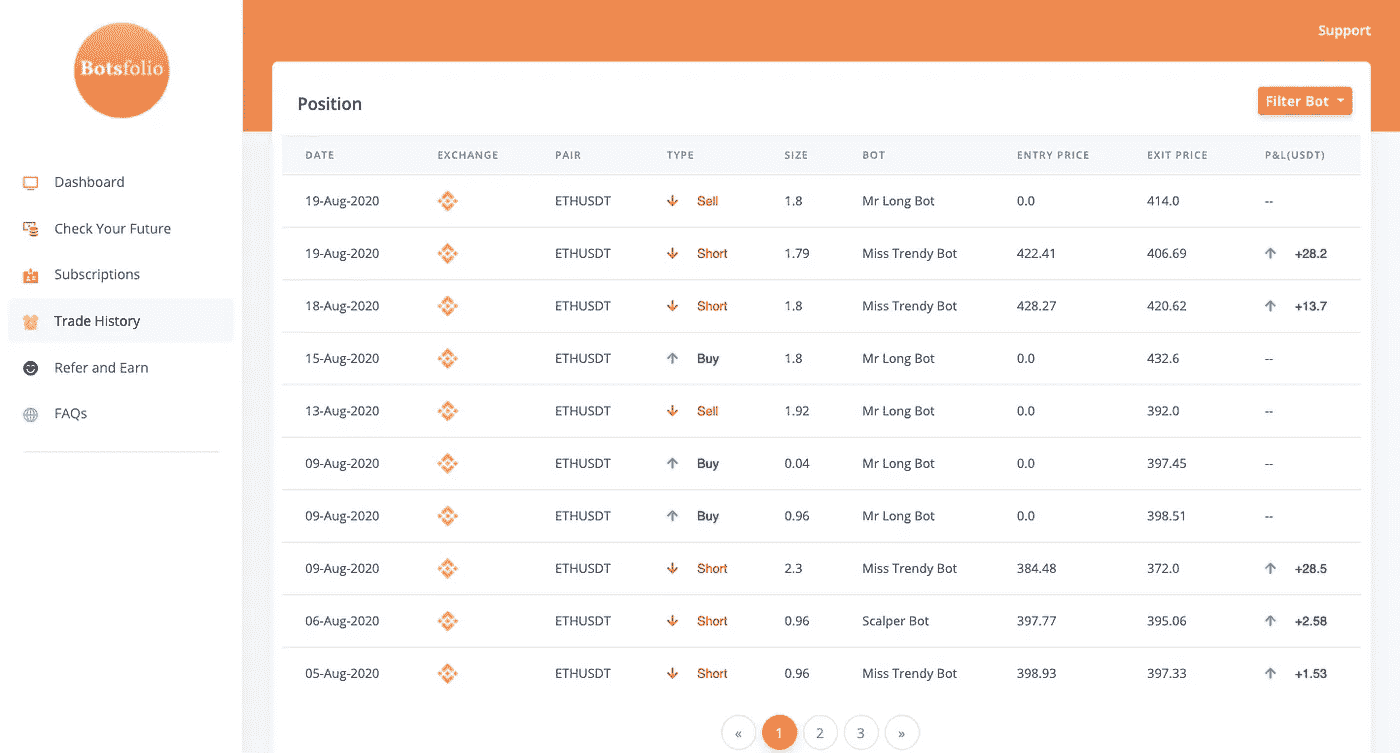 Botsfolio
Dashboard
Check Your Future
Subscriptions
Trade History
Refer and Earn
FAQs
Support
Position
Filter Bot
DATE EXCHANGE PAIR TYPE SIZE BOT ENTRY PRICE EXIT PRICE P&L(USDT)
19-Aug-2020 ETHUSDT Sell 1.8 Mr Long Bot 0.0 414.0 --
19-Aug-2020 ETHUSDT Short 1.79 Miss Trendy Bot 422.41 406.69 +28.2
18-Aug-2020 ETHUSDT Short 1.8 Miss Trendy Bot 428.27 420.62 +13.7
15-Aug-2020 ETHUSDT Buy 1.8 Mr Long Bot 0.0 432.6 --
13-Aug-2020 ETHUSDT Sell 1.92 Mr Long Bot 0.0 392.0 --
09-Aug-2020 ETHUSDT Buy 0.04 Mr Long Bot 0.0 397.45 --
09-Aug-2020 ETHUSDT Buy 0.96 Mr Long Bot 0.0 398.51 --
09-Aug-2020 ETHUSDT Short 2.3 Miss Trendy Bot 384.48 372.0 +28.5
06-Aug-2020 ETHUSDT Short 0.96 Scalper Bot 397.77 395.06 +2.58
05-Aug-2020 ETHUSDT Short 0.96 Miss Trendy Bot 398.93 397.33 +1.53
« 1 2 3 »